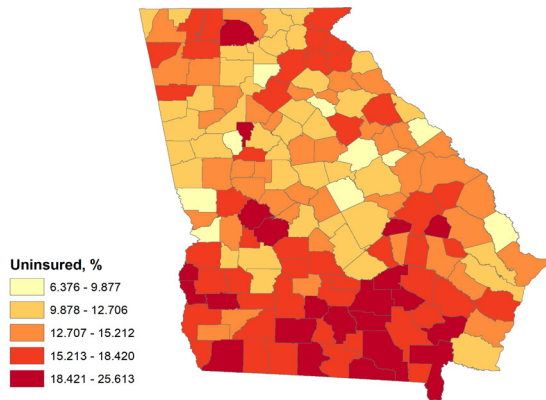 Uninsured, %
6.376 - 9.877
9.878 - 12.706
12.707 - 15.212
15.213 - 18.420
18.421 - 25.613